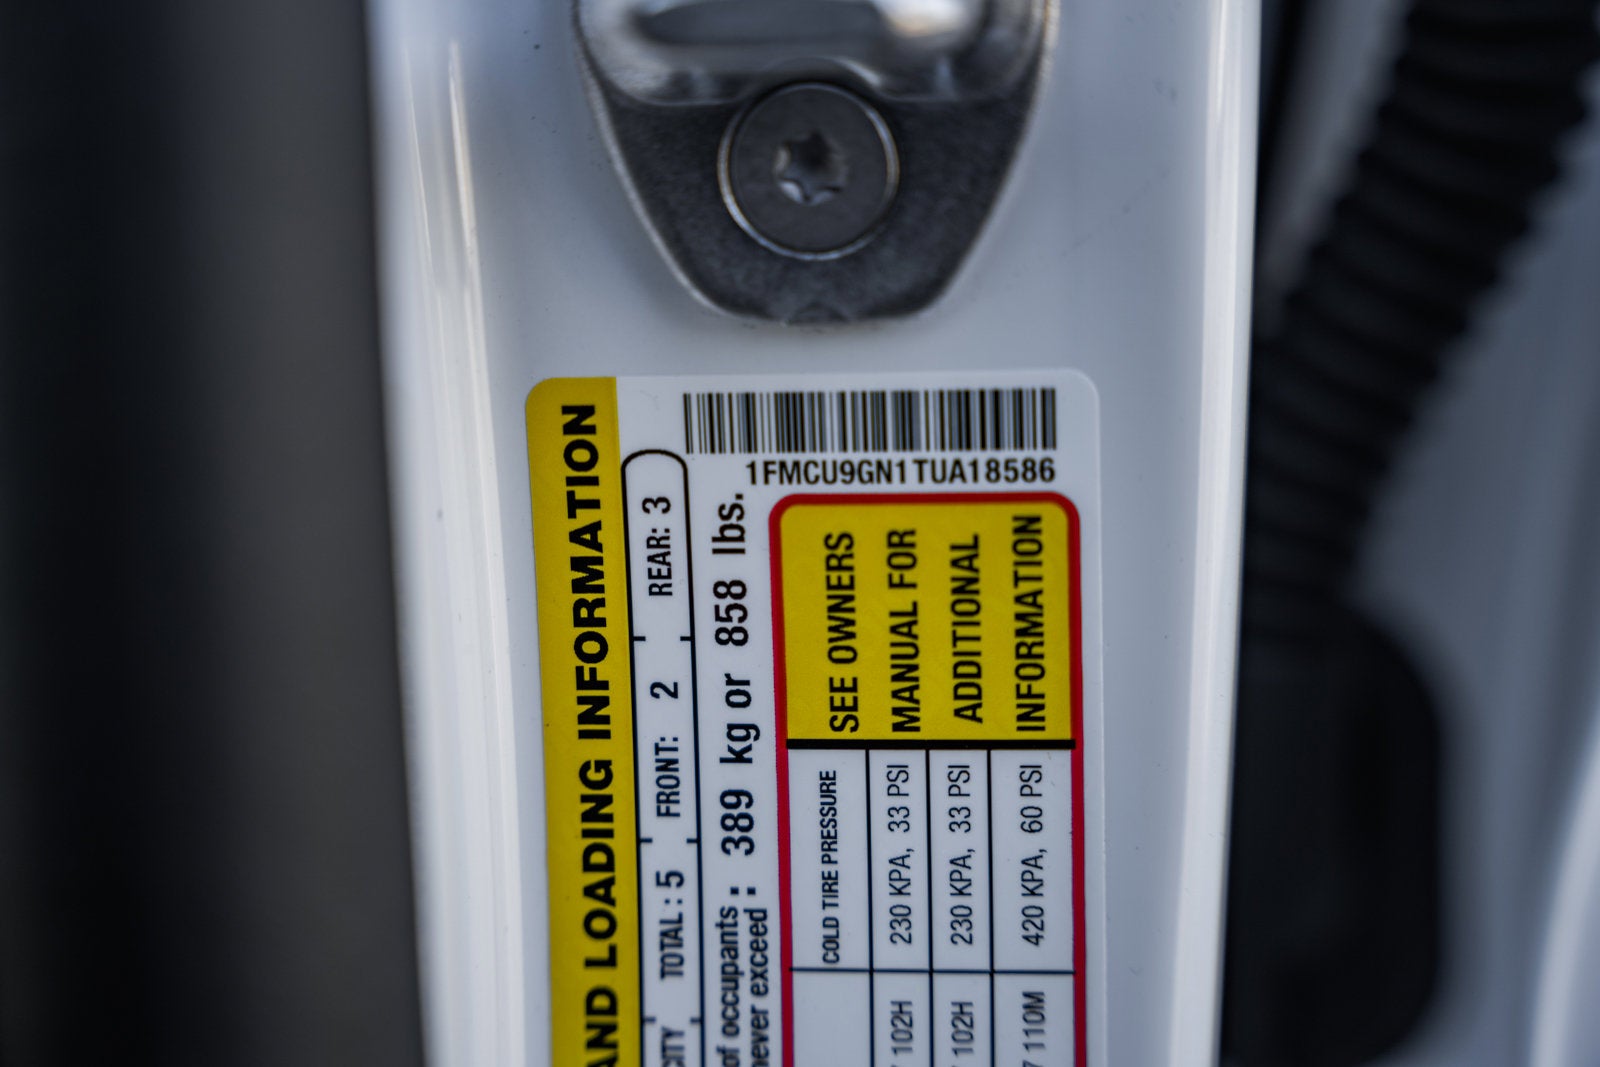 1FMCU9GN1TUA18586
AND LOADING INFORMATION
TOTAL: 5 FRONT: 2 REAR: 3
of occupants :
never exceed : 389 kg or 858 lbs.
COLD TIRE PRESSURE
102H 230 KPA, 33 PSI
102H 230 KPA, 33 PSI
110M 420 KPA, 60 PSI
SEE OWNERS
MANUAL FOR
ADDITIONAL
INFORMATION